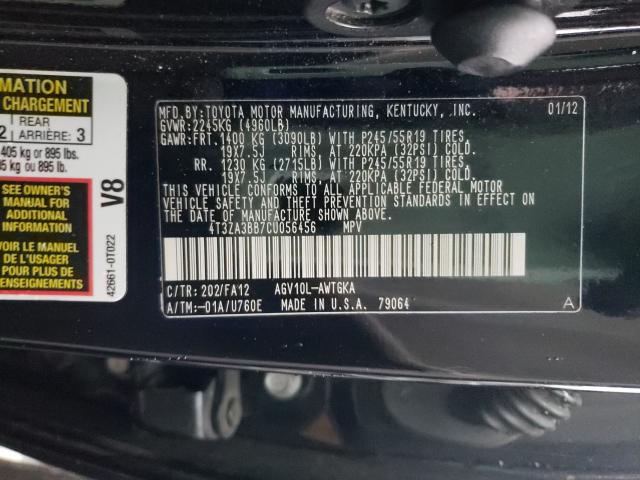 MATION
CHARGEMENT
REAR
2 ARRIÈRE: 3
405 kg or 895 lbs.
kg ou 895 lb.
SEE OWNER'S
MANUAL FOR
ADDITIONAL
INFORMATION
VOIR LE MANUEL
DE L'USAGER
POUR PLUS DE
RENSEIGNEMENTS
V8
42661-0T022
MFD.BY:TOYOTA MOTOR MANUFACTURING, KENTUCKY, INC. 01/12
GVWR:2245KG (4960LB)
GAWR:FRT.1400 KG (3090LB) WITH P245/55R19 TIRES,
19X7.5J RIMS, AT 220KPA (32PSI) COLD.
RR. 1230 KG (2715LB) WITH P245/55R19 TIRES,
19X7.5J RIMS, AT 220KPA (32PSI) COLD.
THIS VEHICLE CONFORMS TO ALL APPLICABLE FEDERAL MOTOR
VEHICLE SAFETY AND THEFT PREVENTION STANDARDS IN EFFECT
ON THE DATE OF MANUFACTURE SHOWN ABOVE.
4T3ZA3BB7CU056456 MPV
C/TR:202/FA12 AGV10L-AWTGKA
A/TM:-01A/U760E MADE IN U.S.A. 79064 A